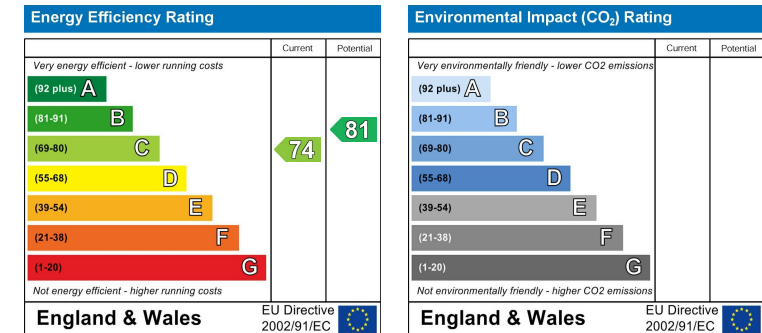 Energy Efficiency Rating
Current Potential
Very energy efficient - lower running costs
(92 plus) A
(81-91) B
81
(69-80) C
74
(55-68) D
(39-54) E
(21-38) F
(1-20) G
Not energy efficient - higher running costs
England & Wales
EU Directive
2002/91/EC
Environmental Impact (CO₂) Rating
Current Potential
Very environmentally friendly - lower CO2 emissions
(92 plus) A
(81-91) B
(69-80) C
(55-68) D
(39-54) E
(21-38) F
(1-20) G
Not environmentally friendly - higher CO2 emissions
England & Wales
EU Directive
2002/91/EC